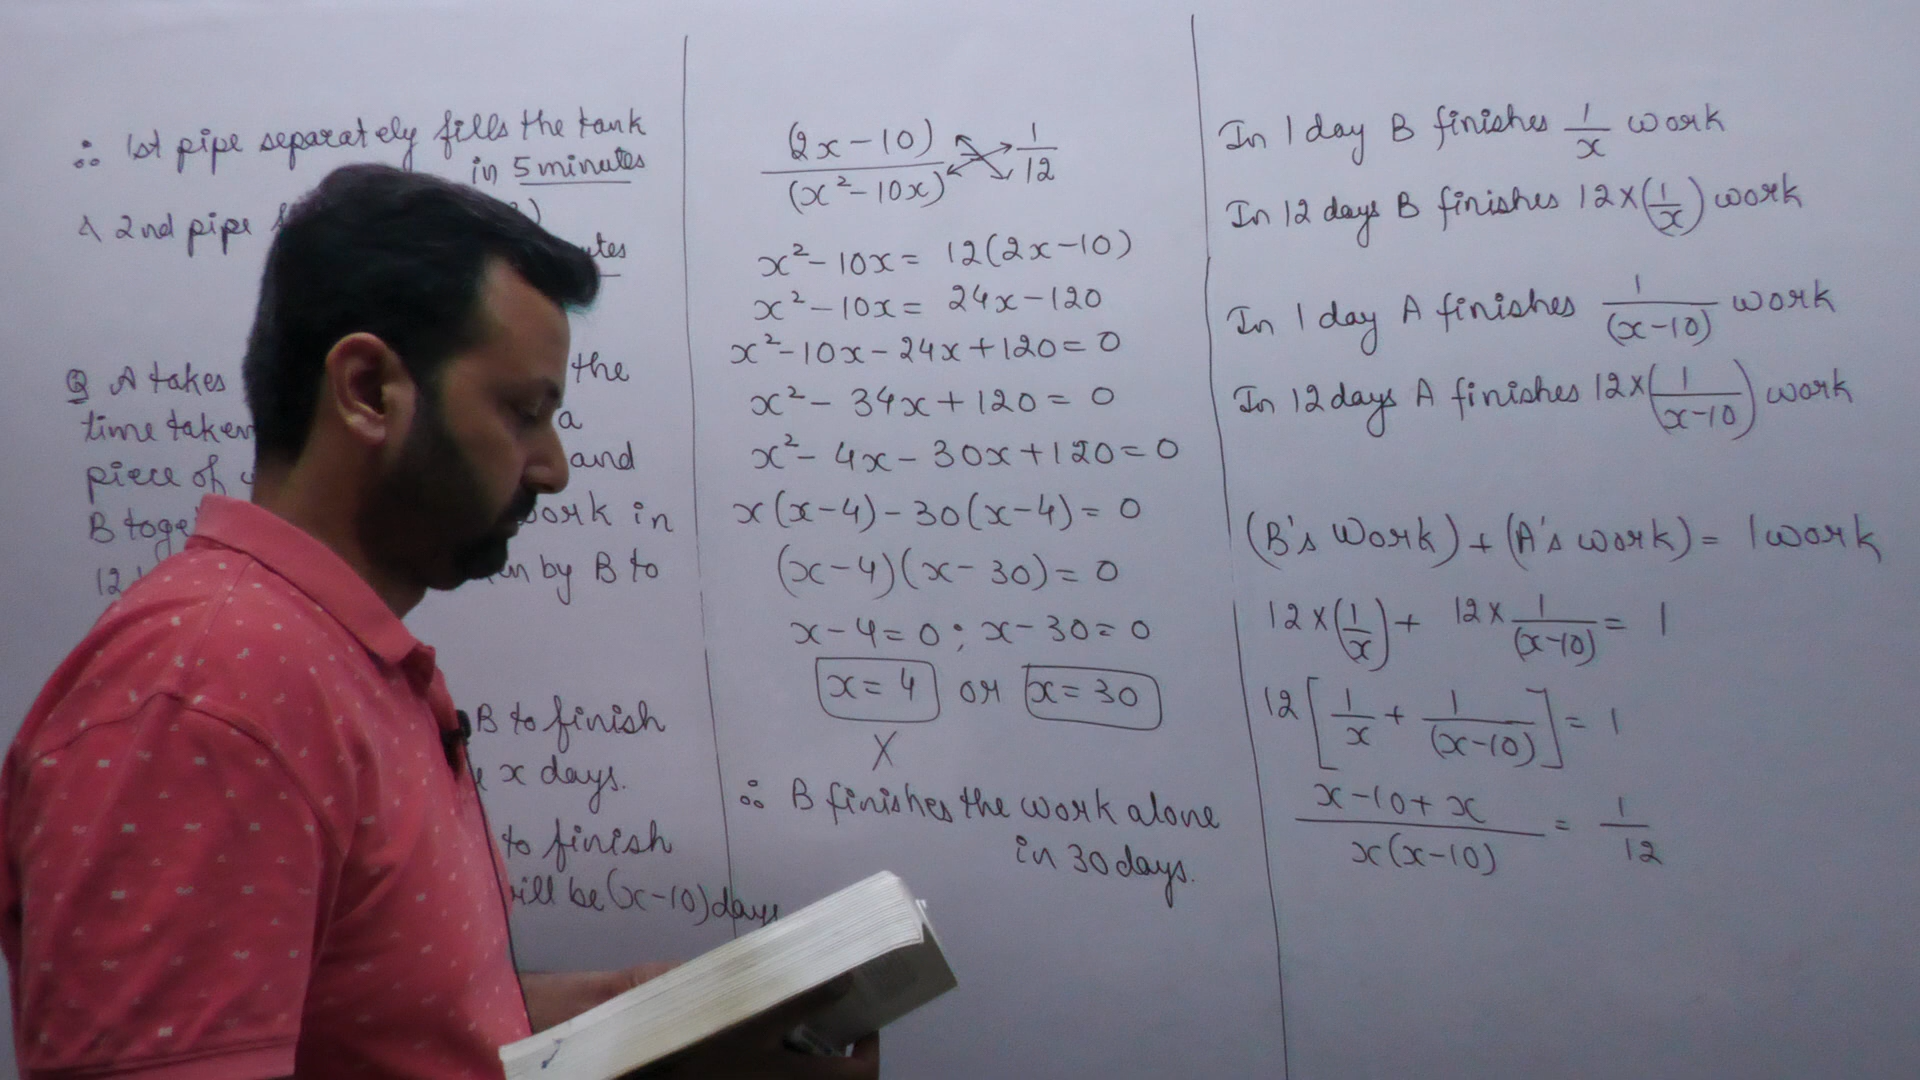 ∴ 1st pipe separately fills the tank
in 5 minutes
& 2nd pipe
Q A takes the
time taken a
piece of and
B toge work in
12 by B to
B to finish
x days.
to finish
will be (x-10) days
(2x-10)/(x²-10x) 1/12
x²-10x= 12(2x-10)
x²-10x= 24x-120
x²-10x-24x+120=0
x²-34x+120=0
x²-4x-30x+120=0
x(x-4)-30(x-4)=0
(x-4)(x-30)=0
x-4=0; x-30=0
x=4 or x=30
X
∴ B finishes the work alone
in 30 days.
In 1 day B finishes 1/x work
In 12 days B finishes 12×(1/x) work
In 1 day A finishes 1/(x-10) work
In 12 days A finishes 12×(1/(x-10)) work
(B's Work)+(A's work)= 1 work
12×(1/x)+ 12×1/(x-10)= 1
12[1/x+1/(x-10)]=1
(x-10+x)/(x(x-10))=1/12